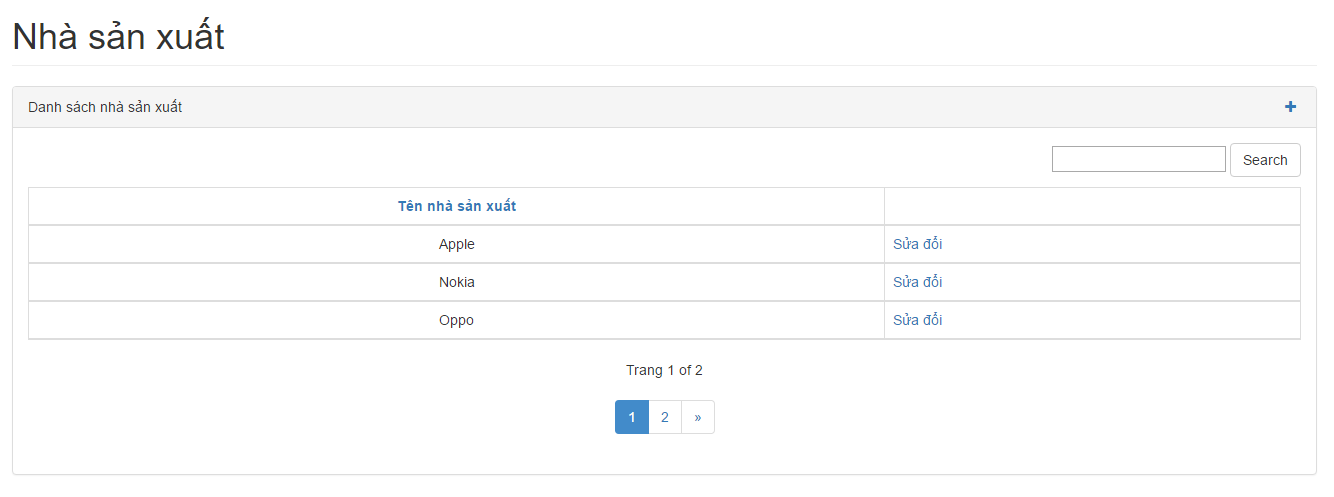 Nhà sản xuất
Danh sách nhà sản xuất
Search
Tên nhà sản xuất
Apple Sửa đổi
Nokia Sửa đổi
Oppo Sửa đổi
Trang 1 of 2
1 2 »